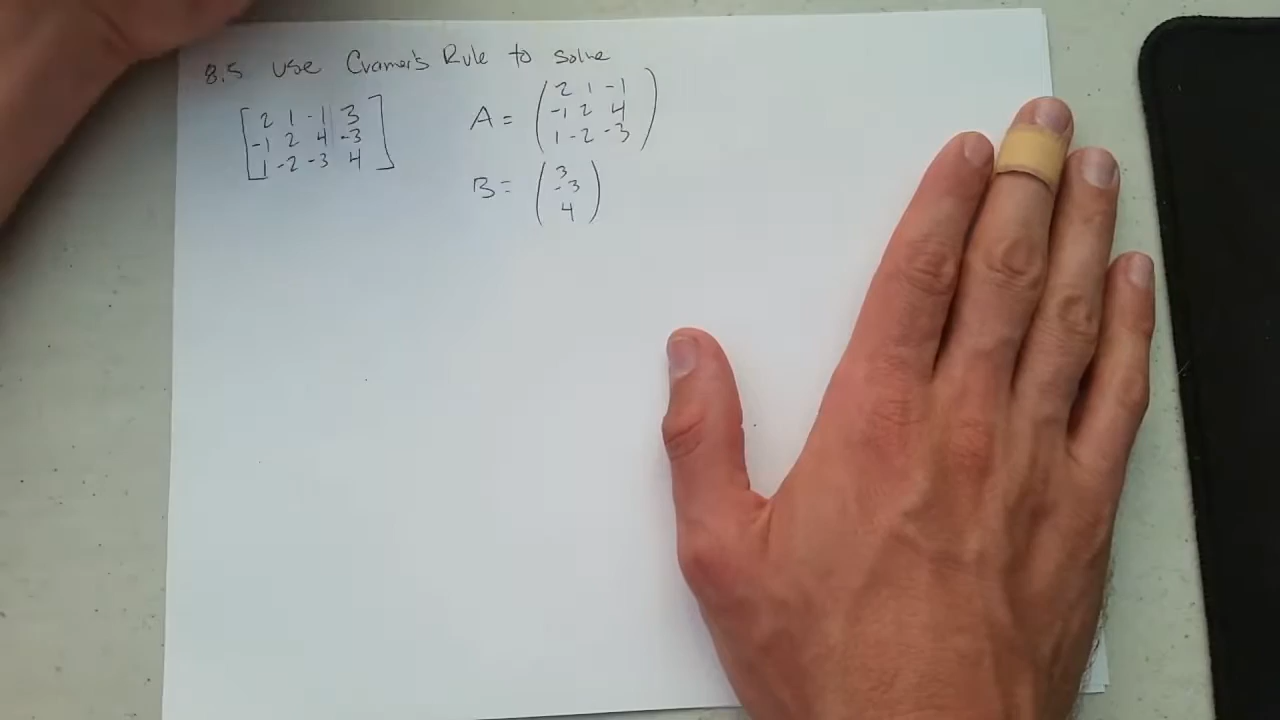 8.5 use Cramer's Rule to solve
[2 1 -1 3
-1 2 4 -3
1 -2 -3 4]
A = (2 1 -1
-1 2 4
1 -2 -3)
B = (3
-3
4)